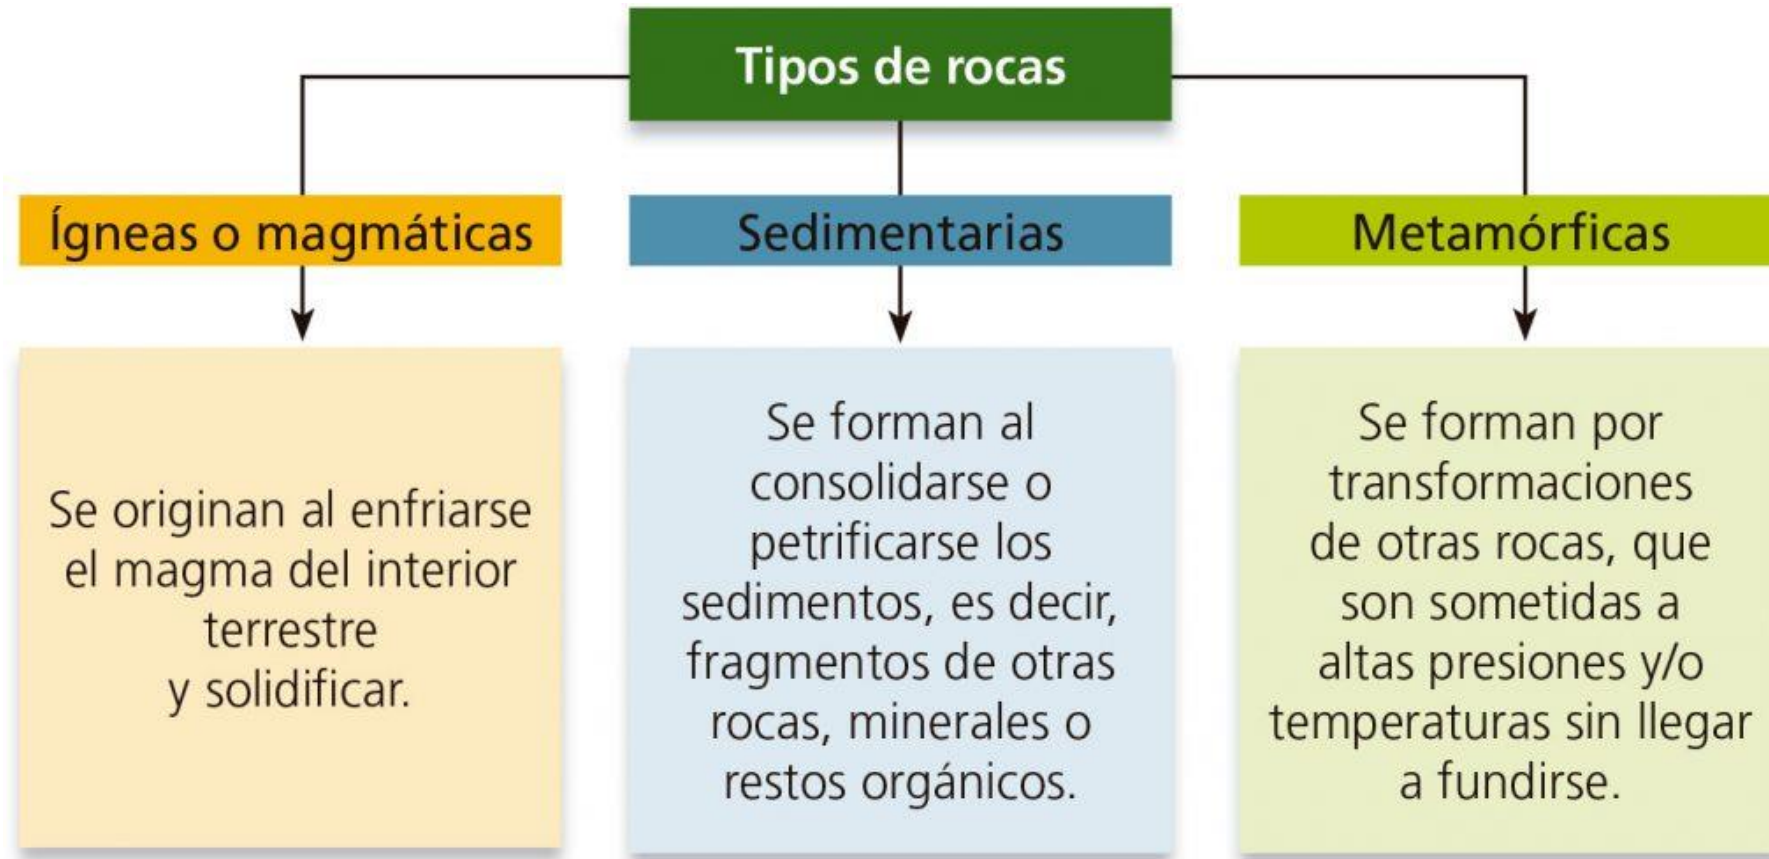 Tipos de rocas
Ígneas o magmáticas
Se originan al enfriarse
el magma del interior
terrestre
y solidificar.
Sedimentarias
Se forman al
consolidarse o
petrificarse los
sedimentos, es decir,
fragmentos de otras
rocas, minerales o
restos orgánicos.
Metamórficas
Se forman por
transformaciones
de otras rocas, que
son sometidas a
altas presiones y/o
temperaturas sin llegar
a fundirse.